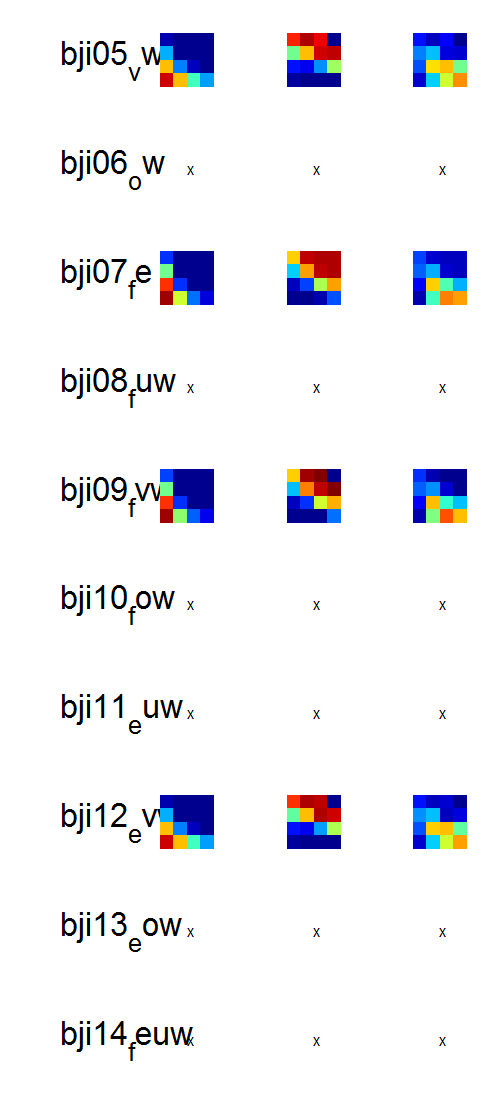 bji05_vw
bji06_ow x x x
bji07_fe
bji08_fuw x x x
bji09_fvw
bji10_fow x x x
bji11_euw x x x
bji12_evw
bji13_eow x x x
bji14_feuw x x x